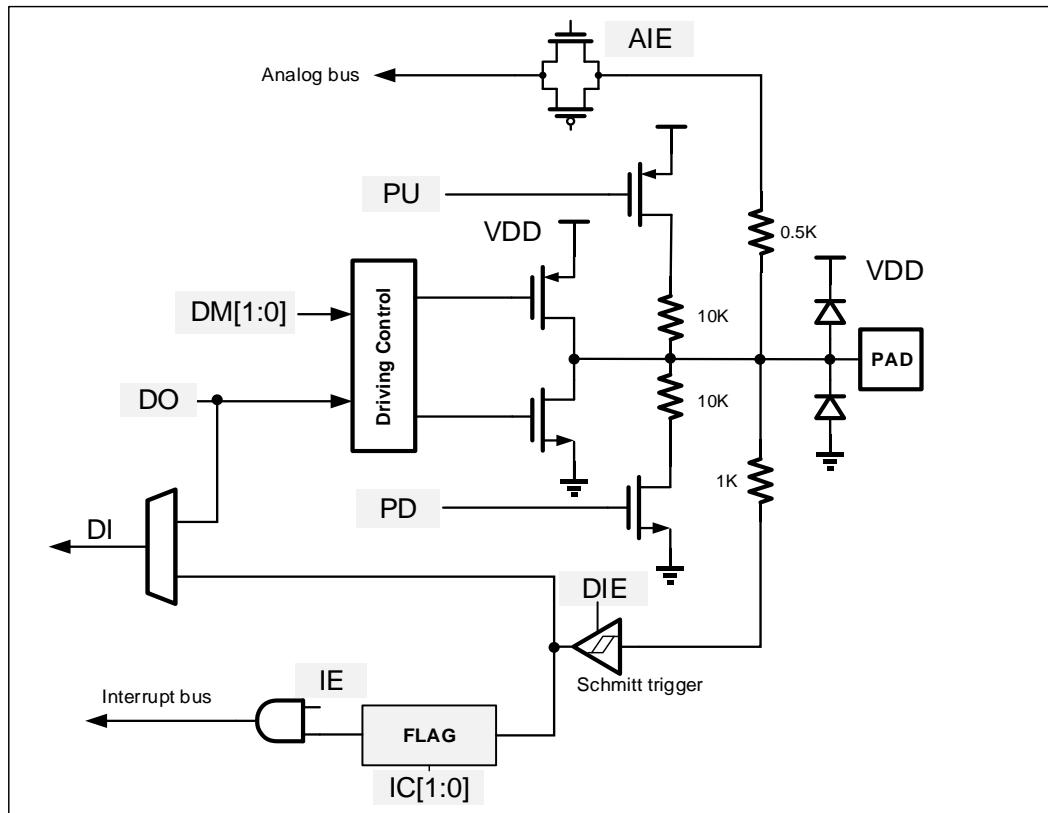 AIE
Analog bus
PU
0.5K
VDD
VDD
DM[1:0]
10K
Driving Control
PAD
DO
10K
1K
PD
DI
DIE
Schmitt trigger
IE
Interrupt bus
FLAG
IC[1:0]